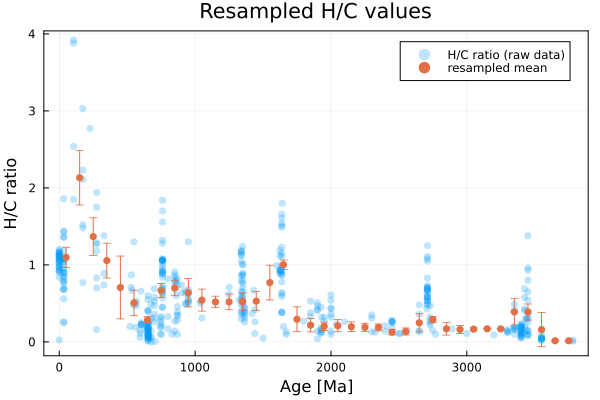 Resampled H/C values
H/C ratio (raw data)
resampled mean
H/C ratio
4
3
2
1
0
0 1000 2000 3000
Age [Ma]